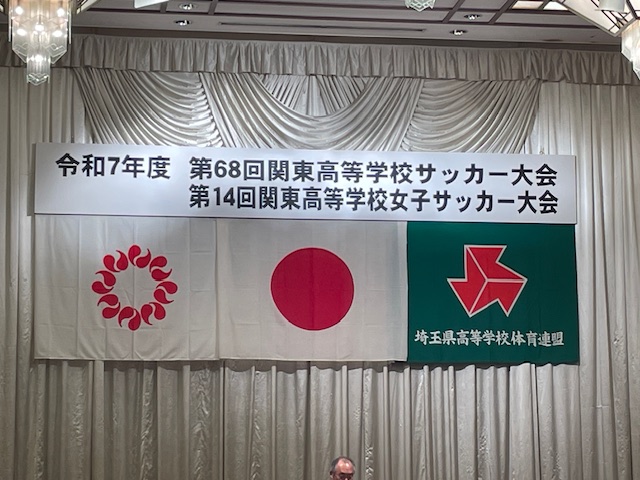 令和7年度 第68回関東高等学校サッカー大会
第14回関東高等学校女子サッカー大会
埼玉県高等学校体育連盟